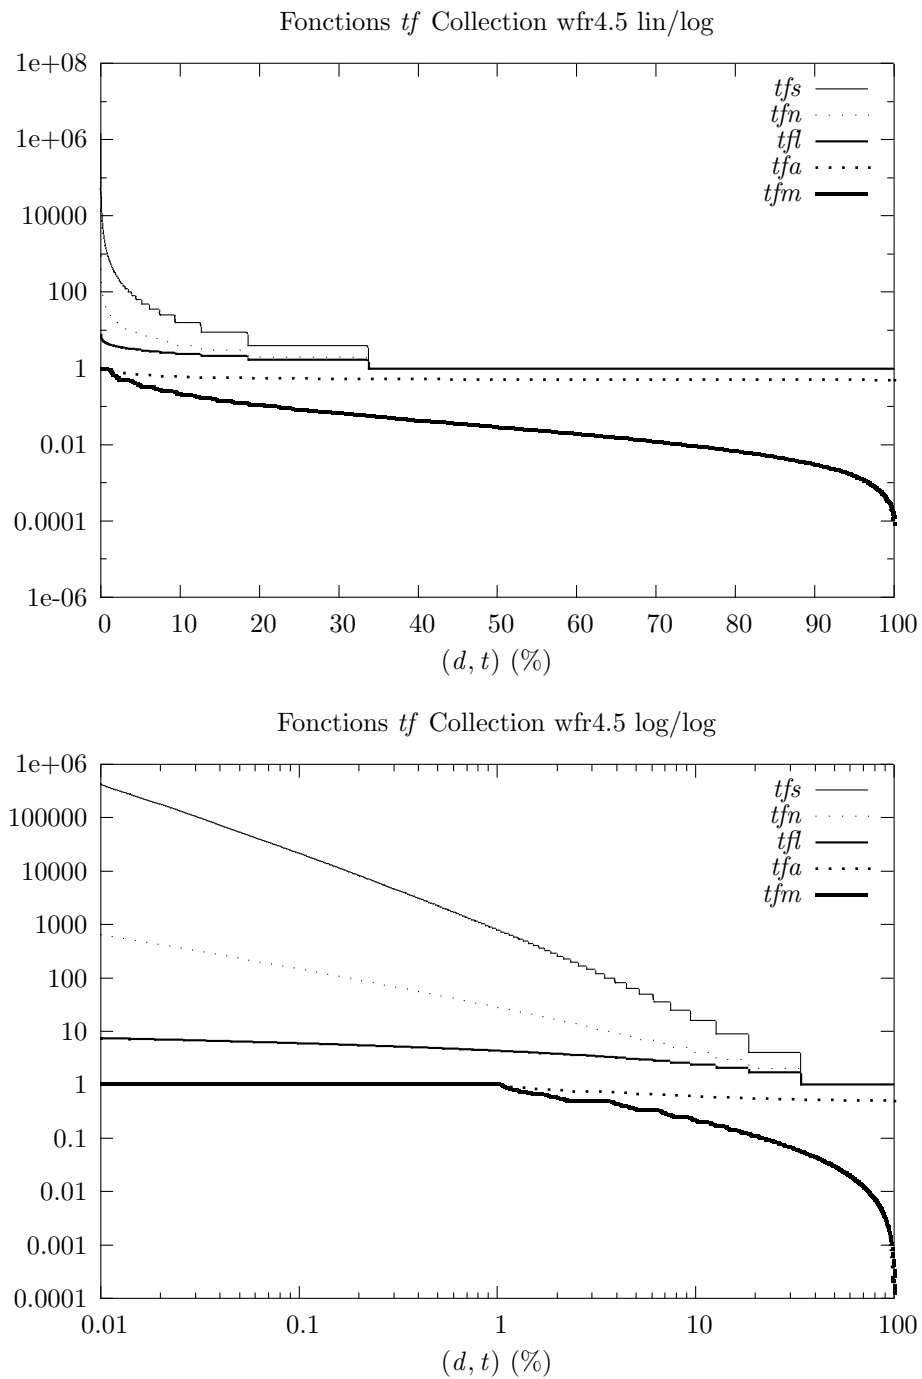 Fonctions tf Collection wfr4.5 lin/log
1e+08
1e+06
10000
100
1
0.01
0.0001
1e-06
tfs
tfn
tfl
tfa
tfm
0 10 20 30 40 50 60 70 80 90 100
(d, t) (%)
Fonctions tf Collection wfr4.5 log/log
1e+06
100000
10000
1000
100
10
1
0.1
0.01
0.001
0.0001
tfs
tfn
tfl
tfa
tfm
0.01 0.1 1 10 100
(d, t) (%)